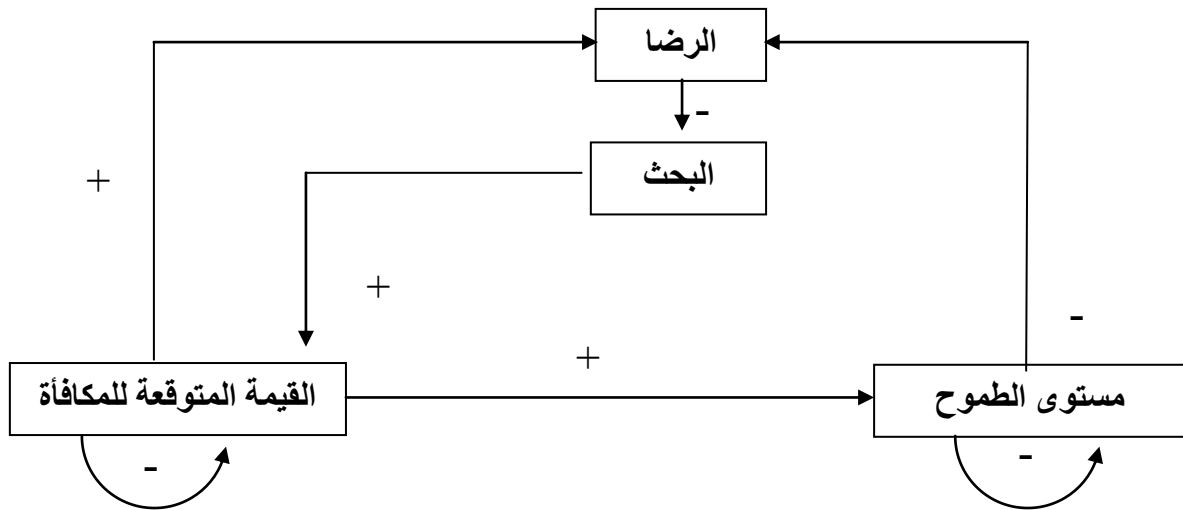 الرضا
-
البحث
+
+
-
+
القيمة المتوقعة للمكافأة
مستوى الطموح
-
-